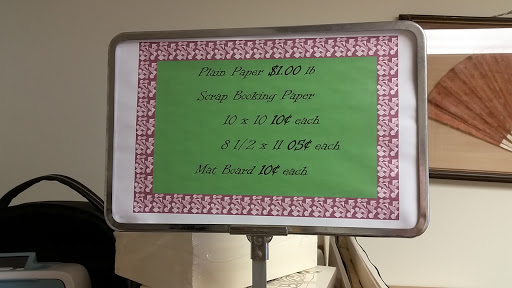 Plain Paper $1.00 lb
Scrap Booking Paper
10 x 10 10¢ each
8 1/2 x 11 05¢ each
Mat Board 10¢ each